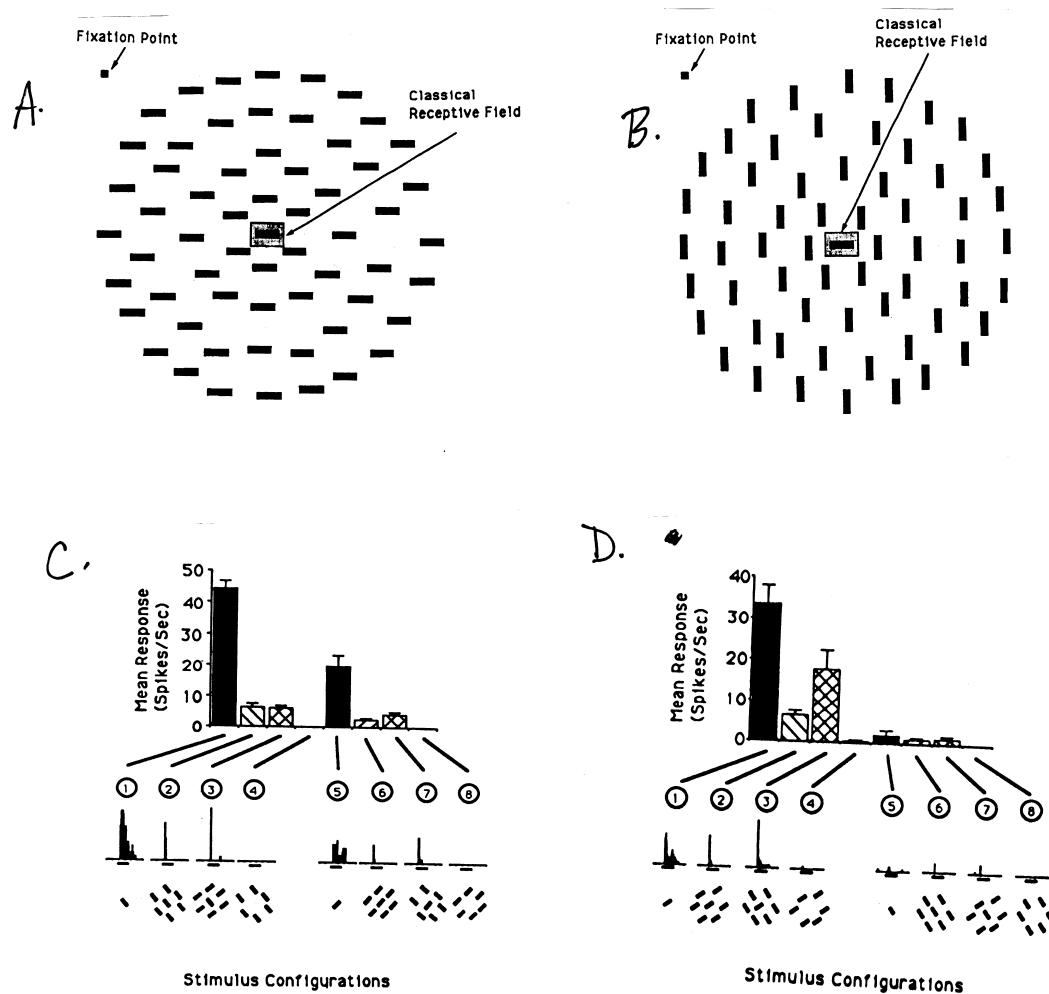 Fixation Point
A.
Classical
Receptive Field
Fixation Point
Classical
Receptive Field
B.
C.
Mean Response
(Spikes/Sec)
50
40
30
20
10
0
1 2 3 4 5 6 7 8
Stimulus Configurations
D.
Mean Response
(Spikes/Sec)
40
30
20
10
0
1 2 3 4 5 6 7 8
Stimulus Configurations